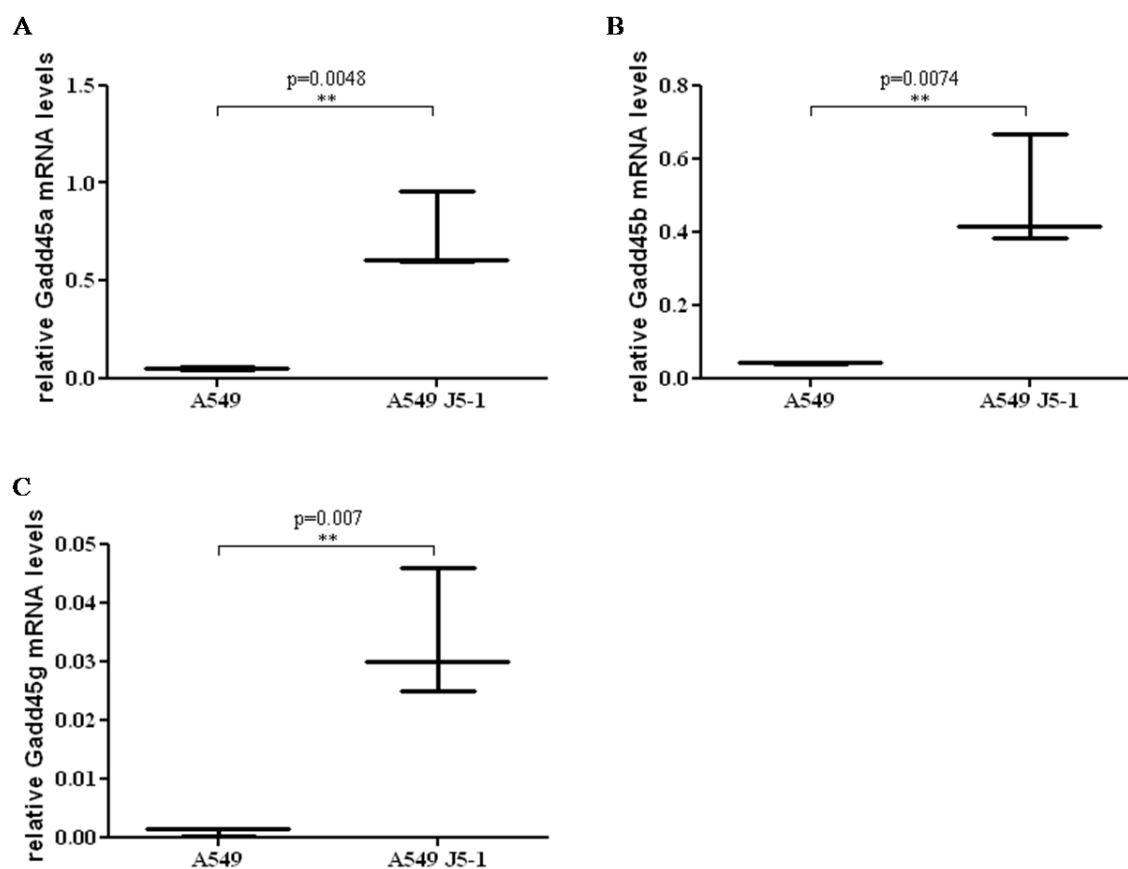 A
relative Gadd45a mRNA levels
1.5
1.0
0.5
0.0
p=0.0048
**
A549
A549 J5-1
B
relative Gadd45b mRNA levels
0.8
0.6
0.4
0.2
0.0
p=0.0074
**
A549
A549 J5-1
C
relative Gadd45g mRNA levels
0.05
0.04
0.03
0.02
0.01
0.00
p=0.007
**
A549
A549 J5-1